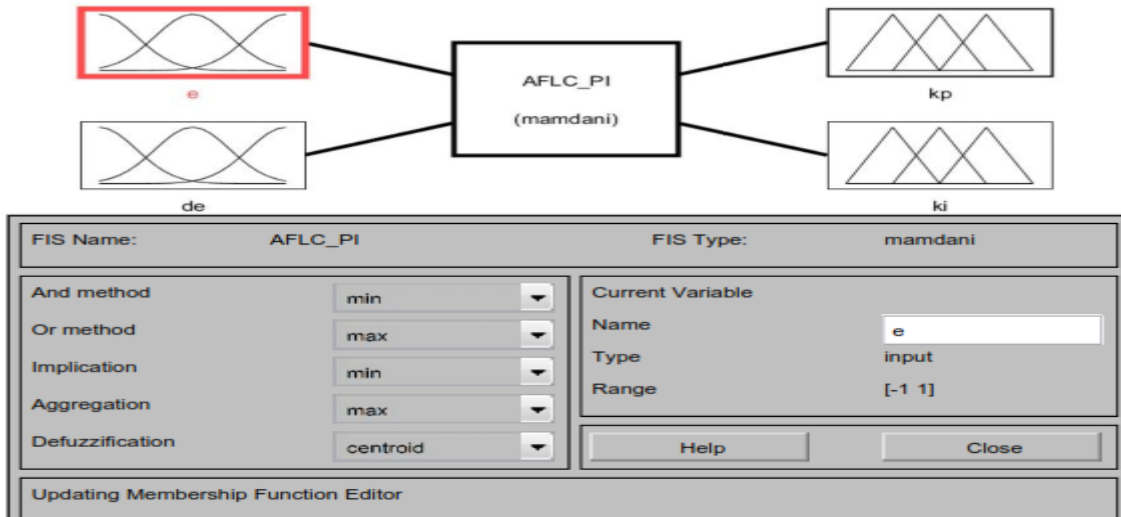 e
de
AFLC_PI
(mamdani)
kp
ki
FIS Name: AFLC_PI FIS Type: mamdani
And method min
Or method max
Implication min
Aggregation max
Defuzzification centroid
Current Variable
Name e
Type input
Range [-1 1]
Help Close
Updating Membership Function Editor